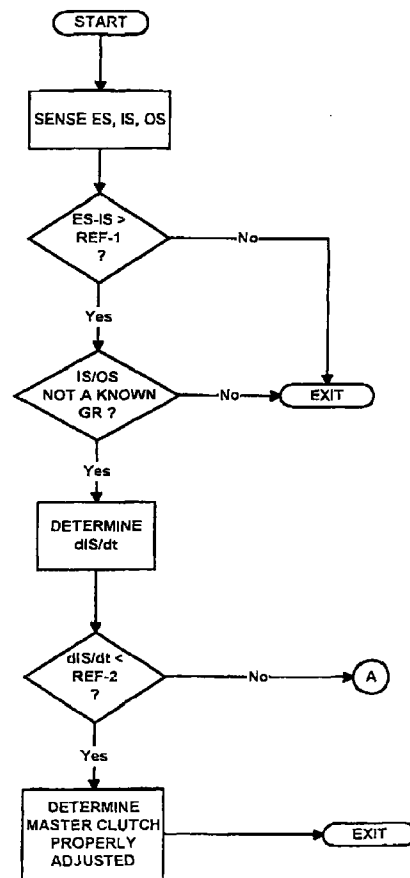 START
SENSE ES, IS, OS
ES-IS >
REF-1
?
No
Yes
IS/OS
NOT A KNOWN
GR ?
No
EXIT
Yes
DETERMINE
dIS/dt
dIS/dt <
REF-2
?
No
A
Yes
DETERMINE
MASTER CLUTCH
PROPERLY
ADJUSTED
EXIT